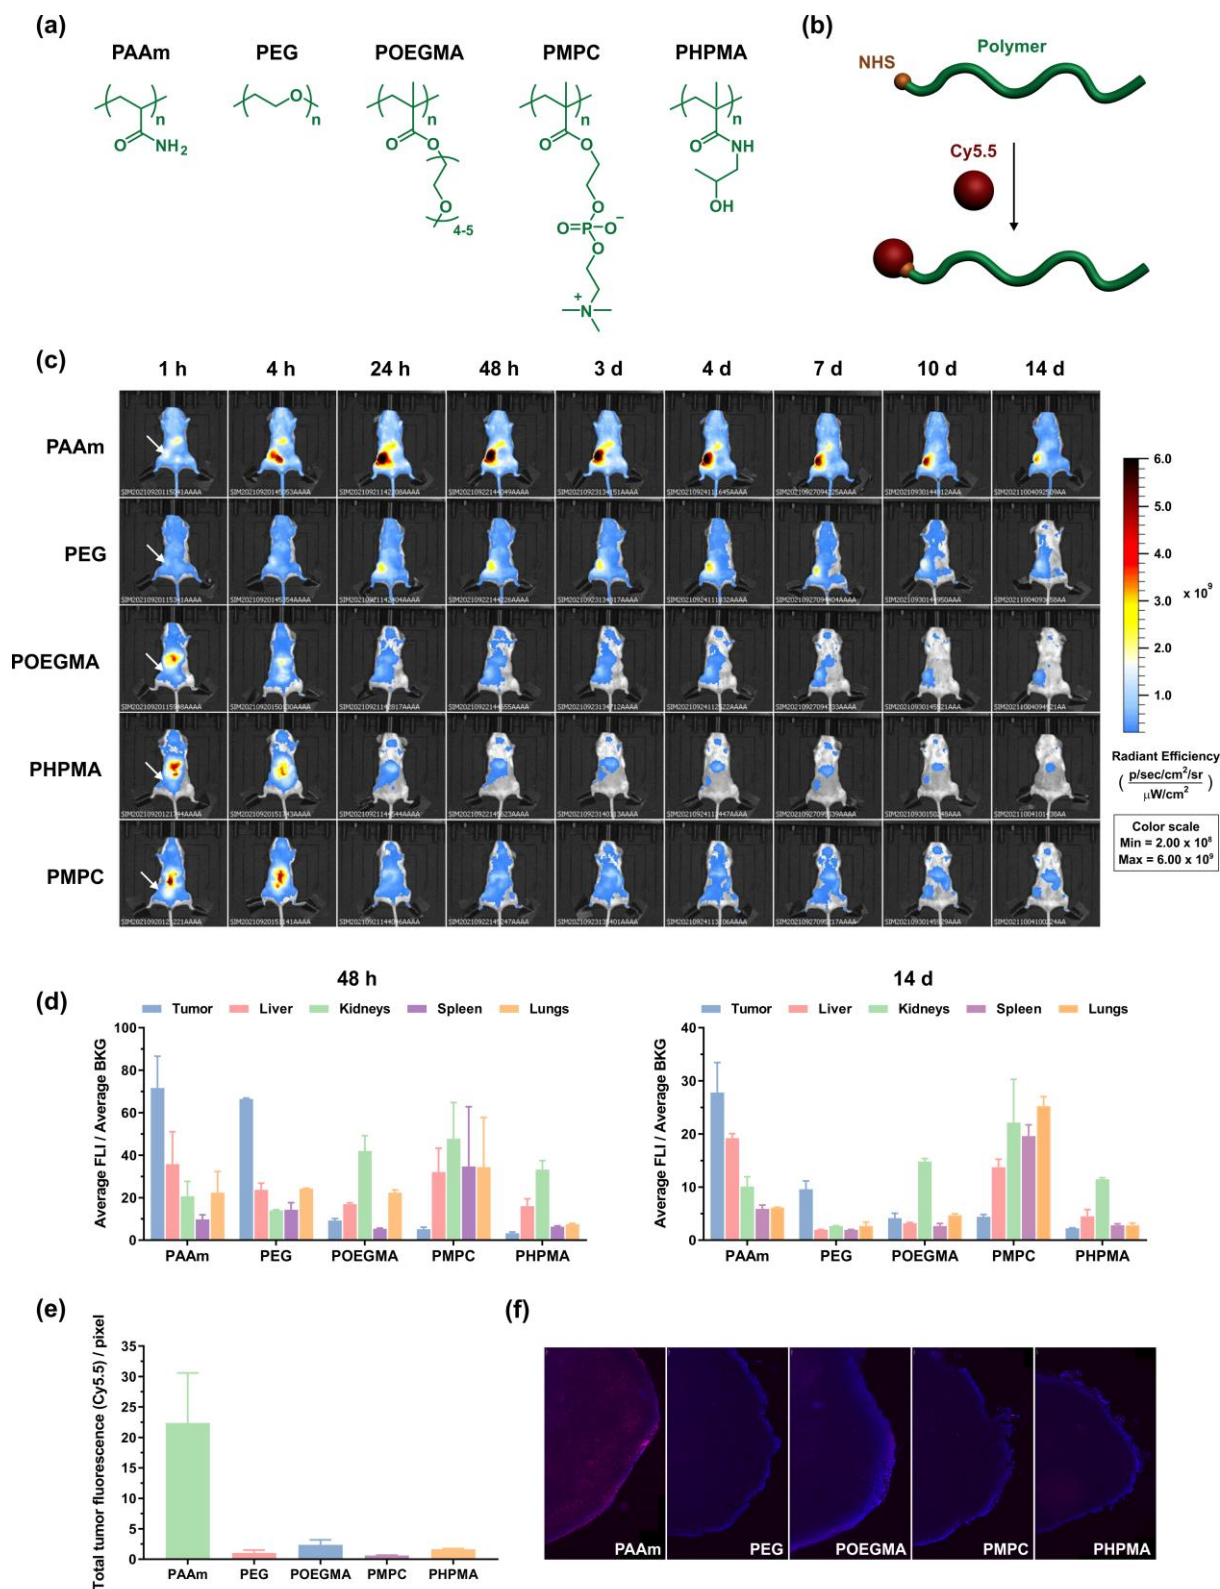 (a)
PAAm
PEG
POEGMA
PMPC
PHPMA
n
O
NH2
O
n
n
O
O
O
4-5
n
O
O
O
O=P-O−
O
+
N
n
O
NH
OH
(b)
NHS
Polymer
Cy5.5
(c)
1 h
4 h
24 h
48 h
3 d
4 d
7 d
10 d
14 d
PAAm
PEG
POEGMA
PHPMA
PMPC
6.0
5.0
4.0
3.0
2.0
1.0
x 10^9
Radiant Efficiency
(p/sec/cm²/sr
μW/cm²)
Color scale
Min = 2.00 x 10^8
Max = 6.00 x 10^9
(d)
48 h
Tumor Liver Kidneys Spleen Lungs
Average FLI / Average BKG
100
80
60
40
20
0
PAAm PEG POEGMA PMPC PHPMA
14 d
Tumor Liver Kidneys Spleen Lungs
Average FLI / Average BKG
40
30
20
10
0
PAAm PEG POEGMA PMPC PHPMA
(e)
Total tumor fluorescence (Cy5.5) / pixel
35
30
25
20
15
10
5
0
PAAm PEG POEGMA PMPC PHPMA
(f)
PAAm
PEG
POEGMA
PMPC
PHPMA